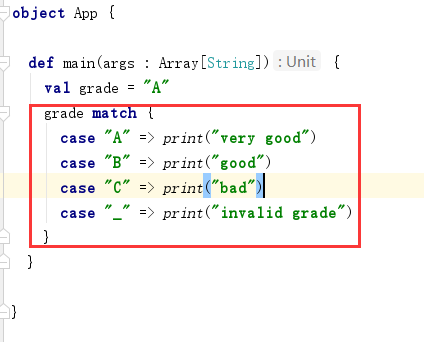 object App {
def main(args : Array[String]) : Unit {
val grade = "A"
grade match {
case "A" => print("very good")
case "B" => print("good")
case "C" => print("bad")
case "_" => print("invalid grade")
}
}
}